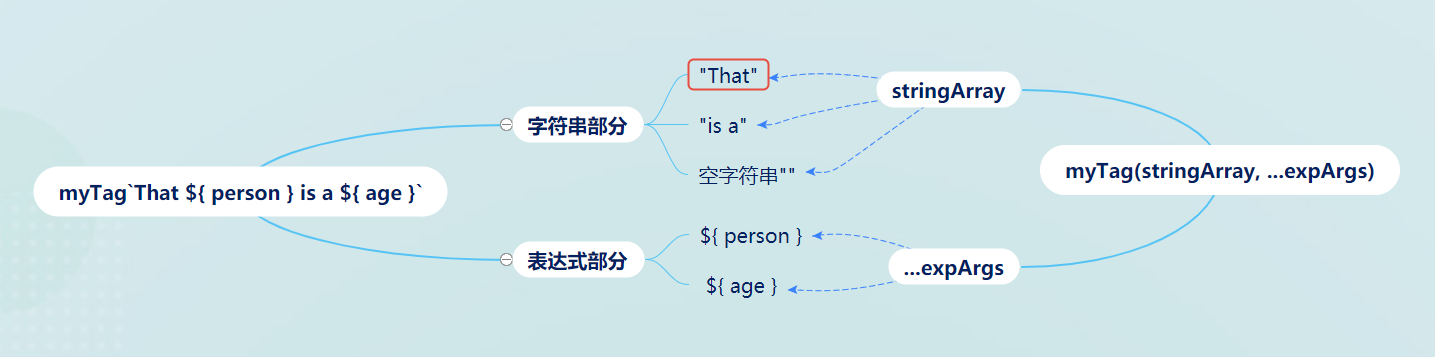 myTag`That ${ person } is a ${ age }`
字符串部分
"That"
"is a"
空字符串""
表达式部分
${ person }
${ age }
stringArray
...expArgs
myTag(stringArray, ...expArgs)